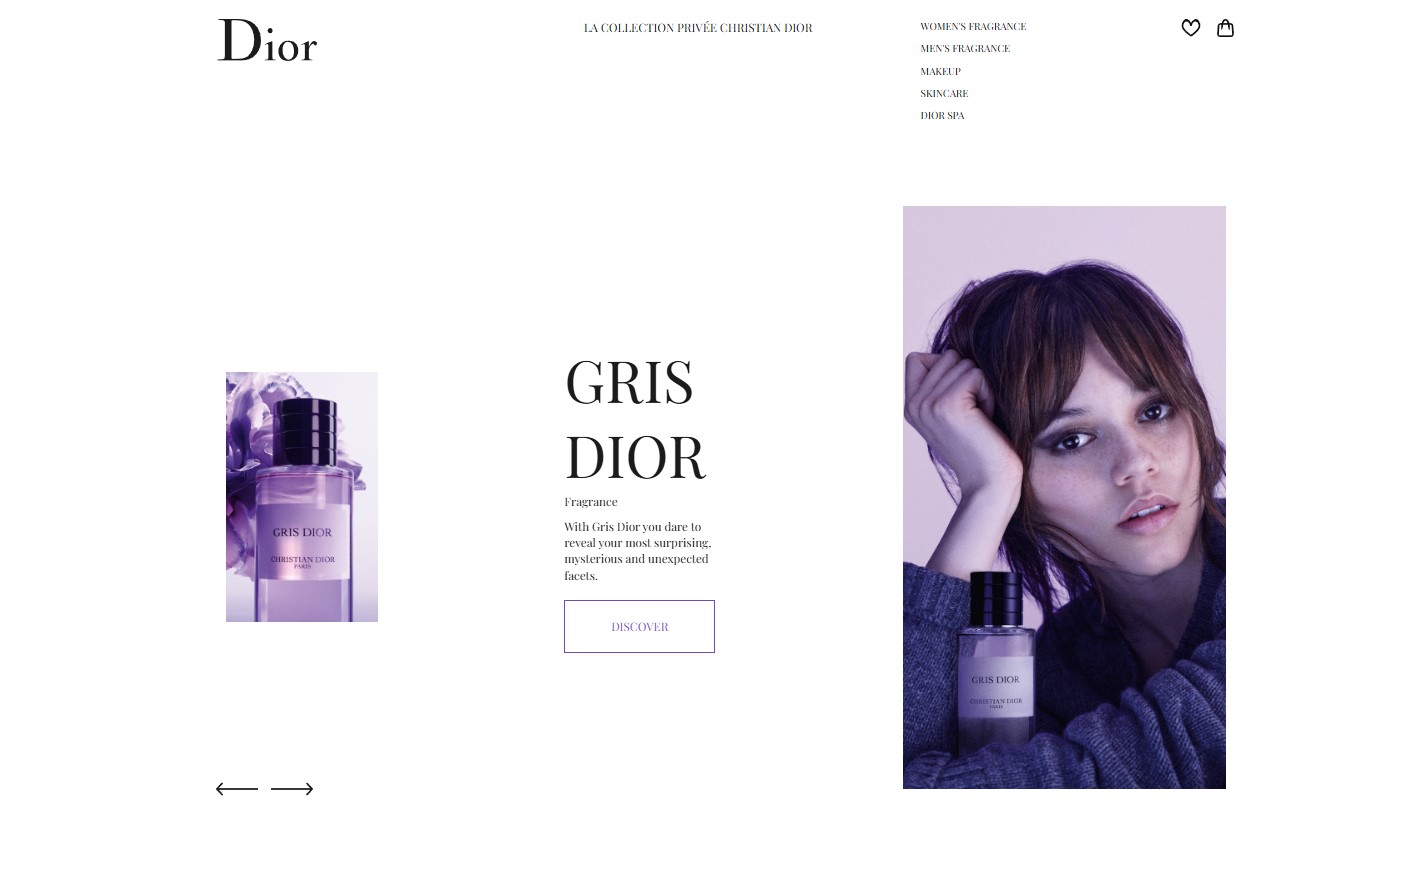 Dior
LA COLLECTION PRIVÉE CHRISTIAN DIOR
WOMEN'S FRAGRANCE
MEN'S FRAGRANCE
MAKEUP
SKINCARE
DIOR SPA
GRIS DIOR
CHRISTIAN DIOR
PARIS
GRIS
DIOR
Fragrance
With Gris Dior you dare to
reveal your most surprising,
mysterious and unexpected
facets.
DISCOVER
GRIS DIOR
CHRISTIAN DIOR
PARIS